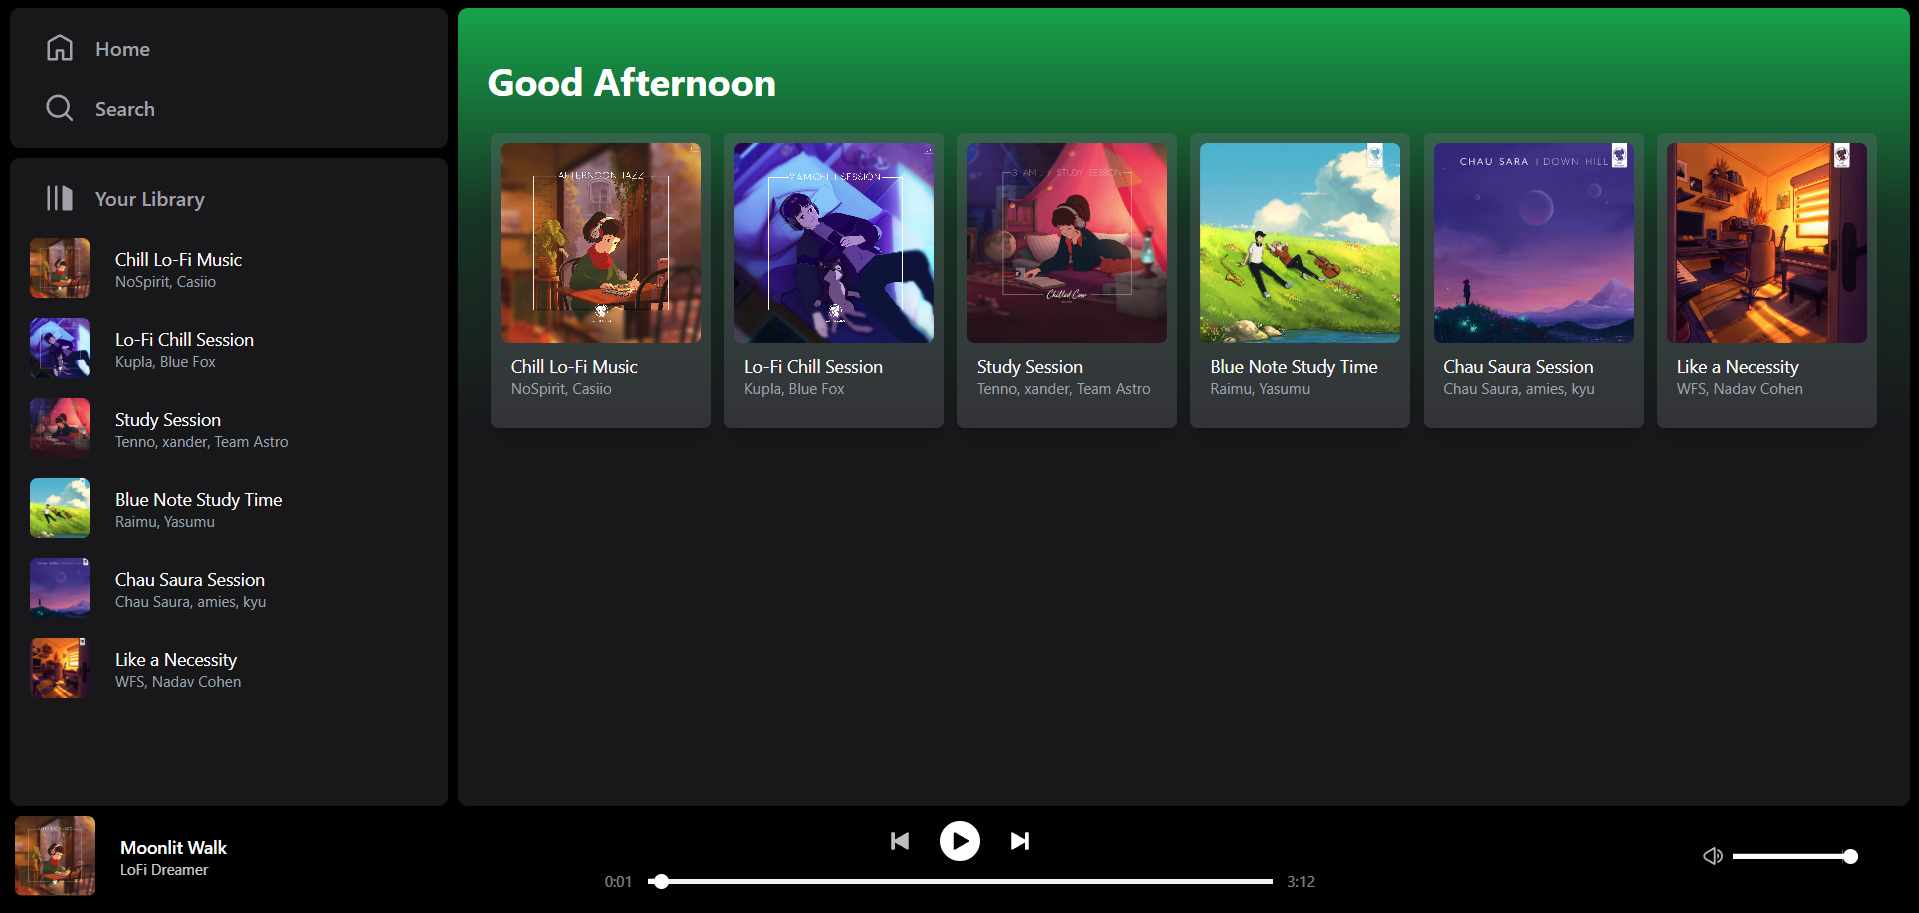 Home
Search
Your Library
Chill Lo-Fi Music
NoSpirit, Casiio
Lo-Fi Chill Session
Kupla, Blue Fox
Study Session
Tenno, xander, Team Astro
Blue Note Study Time
Raimu, Yasumu
Chau Saura Session
Chau Saura, amies, kyu
Like a Necessity
WFS, Nadav Cohen
Good Afternoon
AFTERNOON JAZZ
Chill Lo-Fi Music
NoSpirit, Casiio
2 AM CHILL SESSION
Lo-Fi Chill Session
Kupla, Blue Fox
3 AM . / STUDY SESSION
Chilled Cow
Study Session
Tenno, xander, Team Astro
Blue Note Study Time
Raimu, Yasumu
CHAU SARA | DOWN HILL
Chau Saura Session
Chau Saura, amies, kyu
Like a Necessity
WFS, Nadav Cohen
Moonlit Walk
LoFi Dreamer
0:01
3:12